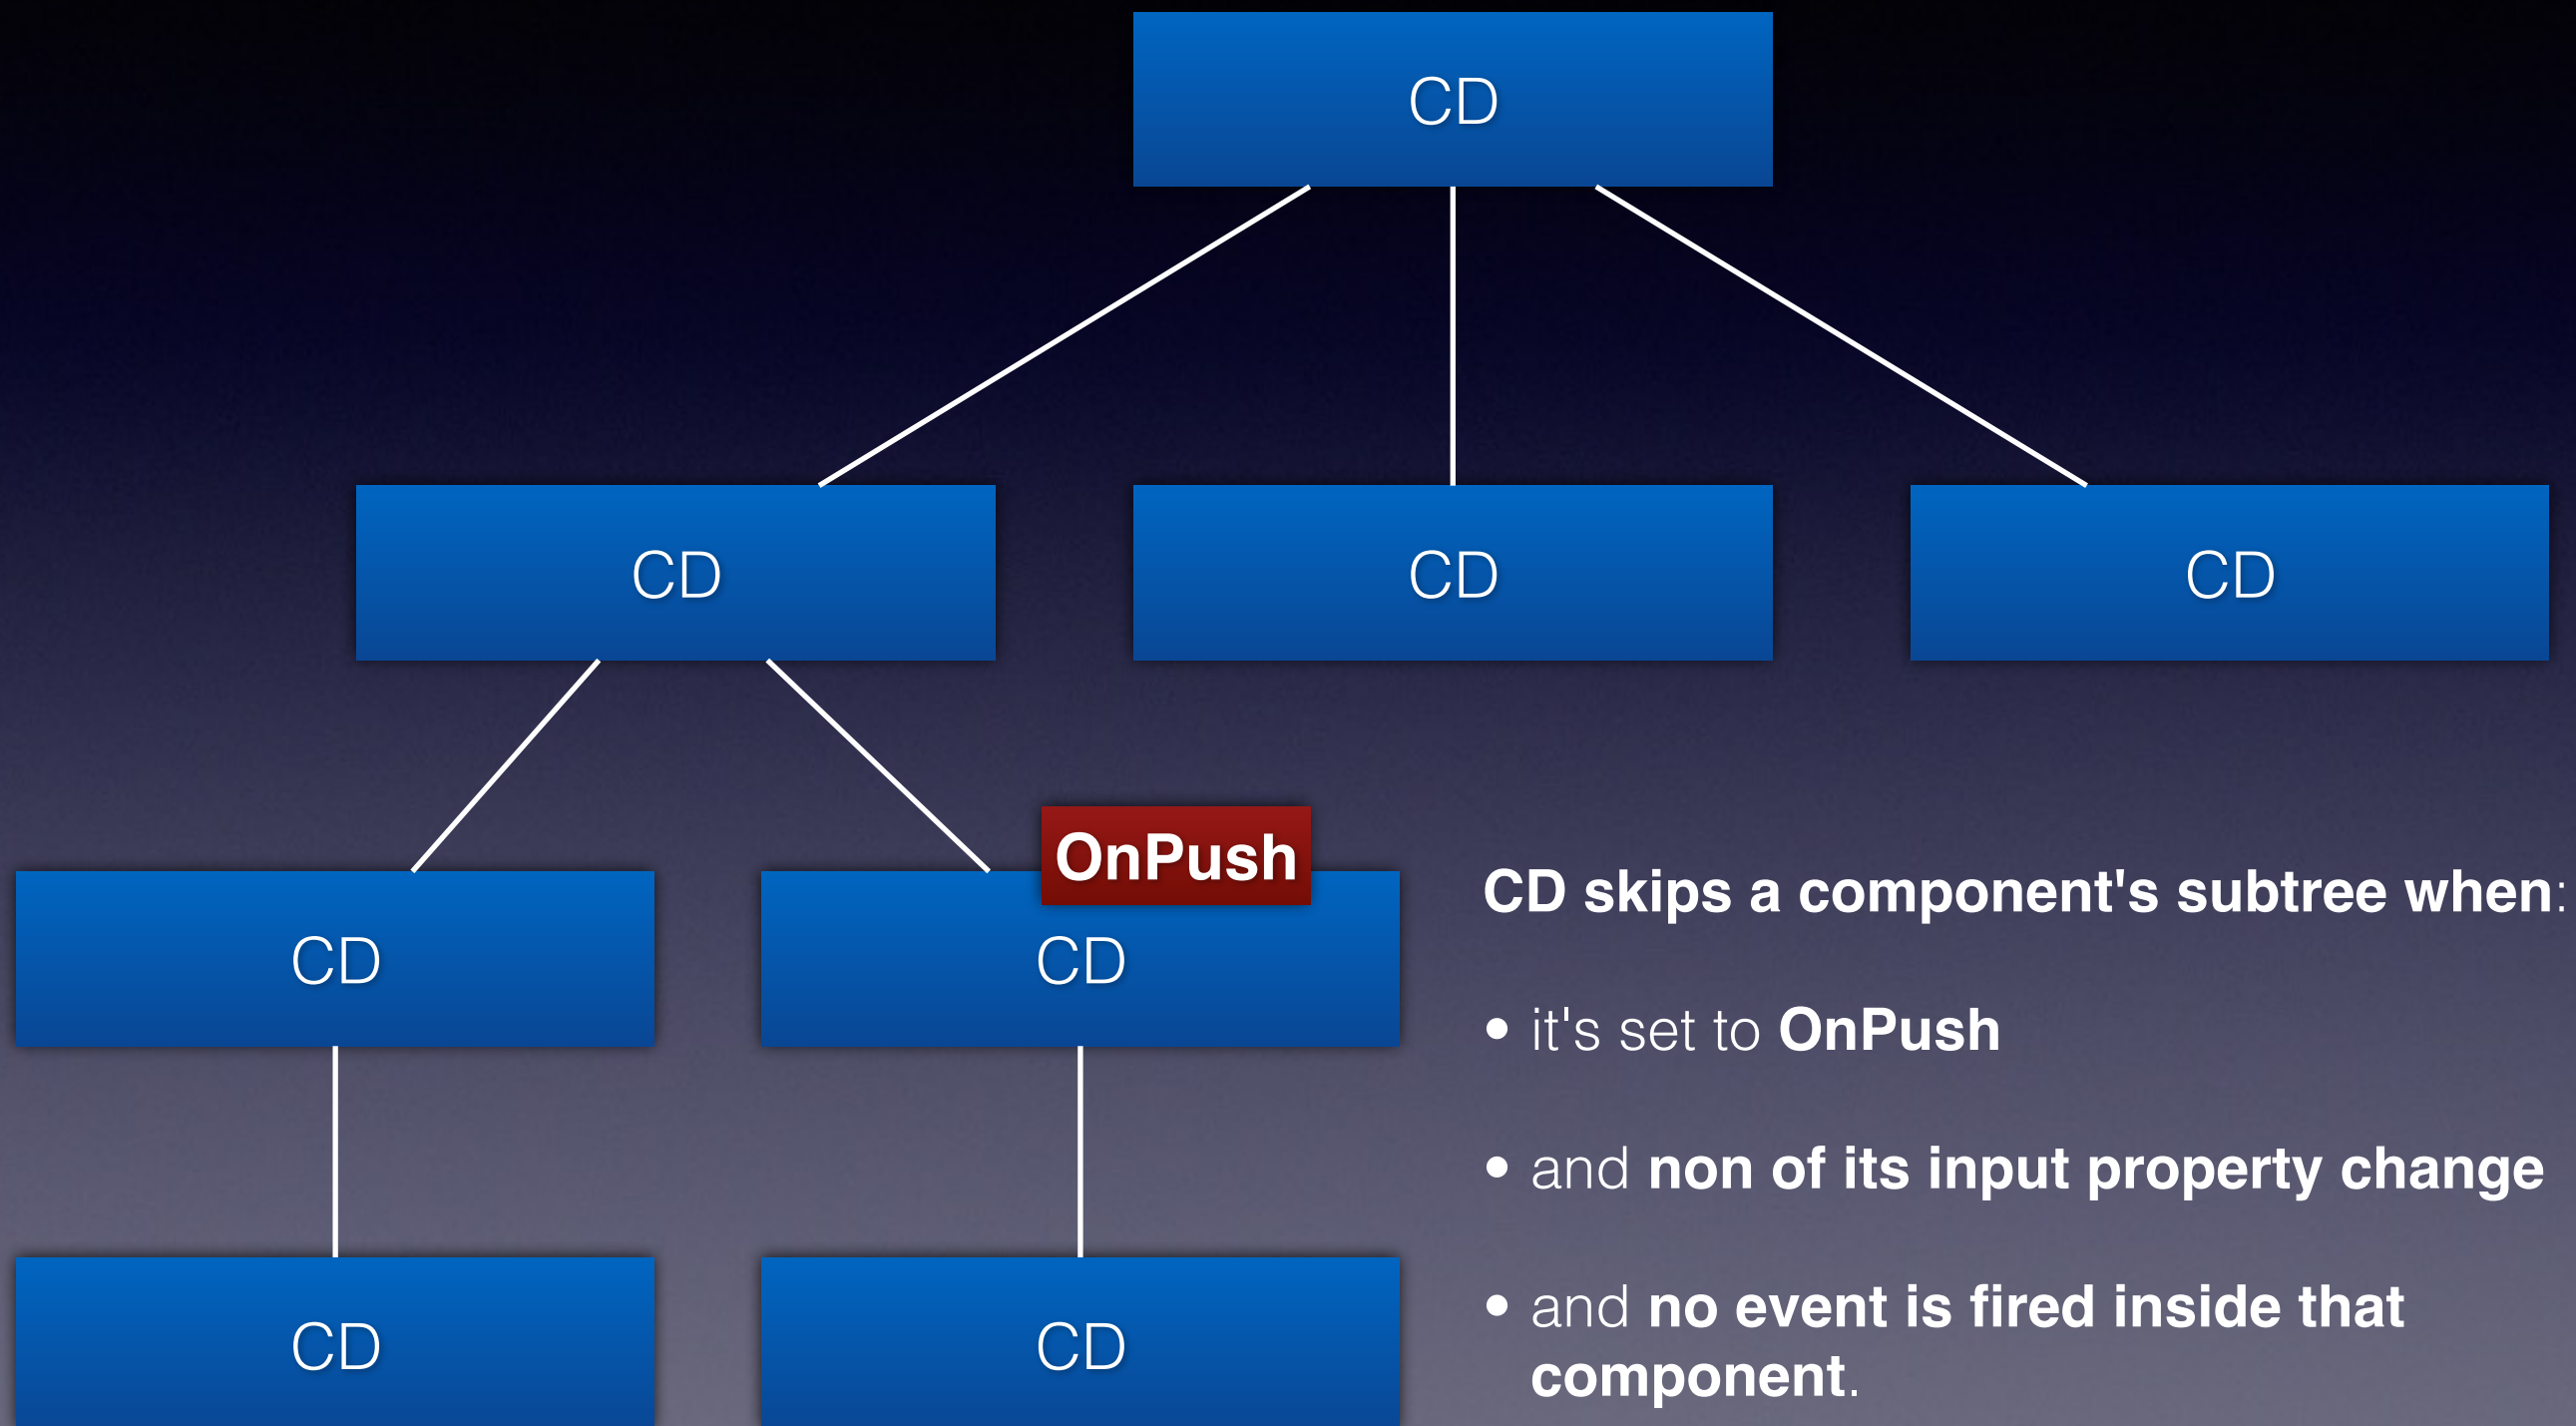 CD
CD
CD
CD
OnPush
CD
CD
CD skips a component's subtree when:
• it's set to OnPush
• and non of its input property change
• and no event is fired inside that
component.
CD
CD